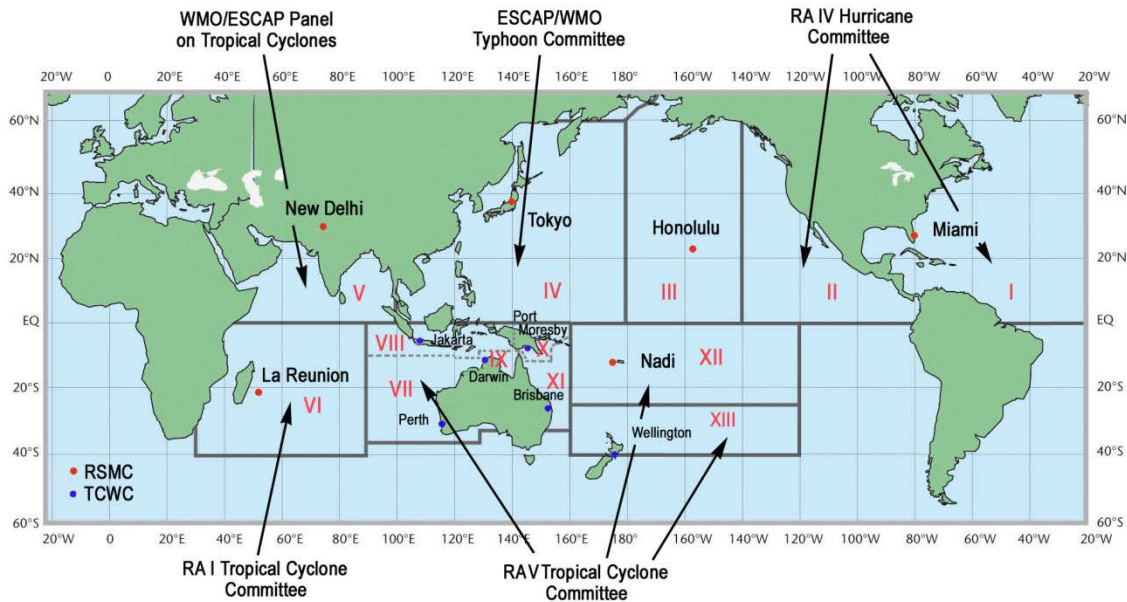 WMO/ESCAP Panel
on Tropical Cyclones
ESCAP/WMO
Typhoon Committee
RA IV Hurricane
Committee
20°W 0° 20°E 40°E 60°E 80°E 100°E 120°E 140°E 160°E 180° 160°W 140°W 120°W 100°W 80°W 60°W 40°W 20°W
60°N 60°N
40°N 40°N
New Delhi
Tokyo
Honolulu
Miami
20°N 20°N
V IV III II I
EQ EQ
Port
Moresby
VIII Jakarta IX X
Darwin
Nadi XII
La Reunion
VI VII XI
20°S 20°S
Brisbane
Perth
Wellington XIII
40°S 40°S
RSMC
TCWC
60°S 60°S
20°W 0° 20°E 40°E 60°E 80°E 100°E 120°E 140°E 160°E 180° 160°W 140°W 120°W 100°W 80°W 60°W 40°W 20°W
RA I Tropical Cyclone
Committee
RA V Tropical Cyclone
Committee